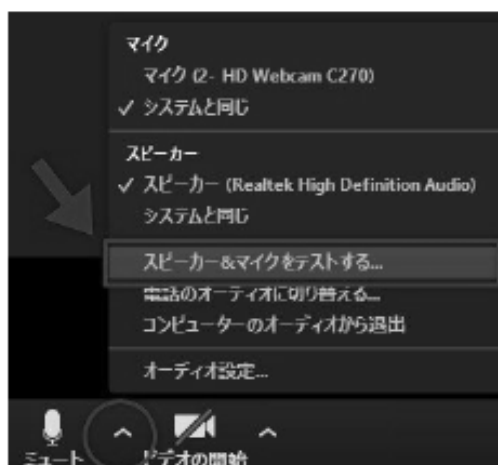 マイク
マイク (2- HD Webcam C270)
✓ システムと同じ
スピーカー
✓ スピーカー (Realtek High Definition Audio)
システムと同じ
スピーカー&マイクをテストする...
電話のオーディオに切り替える...
コンピューターのオーディオから退出
オーディオ設定...
ミュート
ビデオの開始